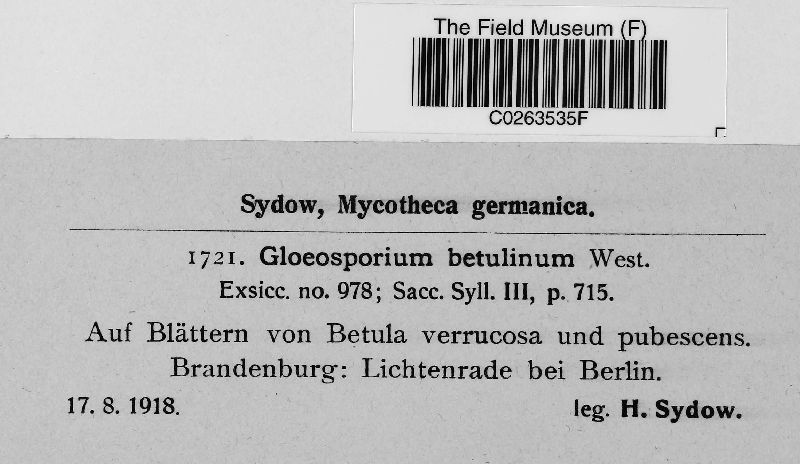 The Field Museum (F)
C0263535F
Sydow, Mycotheca germanica.
1721. Gloeosporium betulinum West.
Exsicc. no. 978; Sacc. Syll. III, p. 715.
Auf Blättern von Betula verrucosa und pubescens.
Brandenburg: Lichtenrade bei Berlin.
17. 8. 1918. leg. H. Sydow.